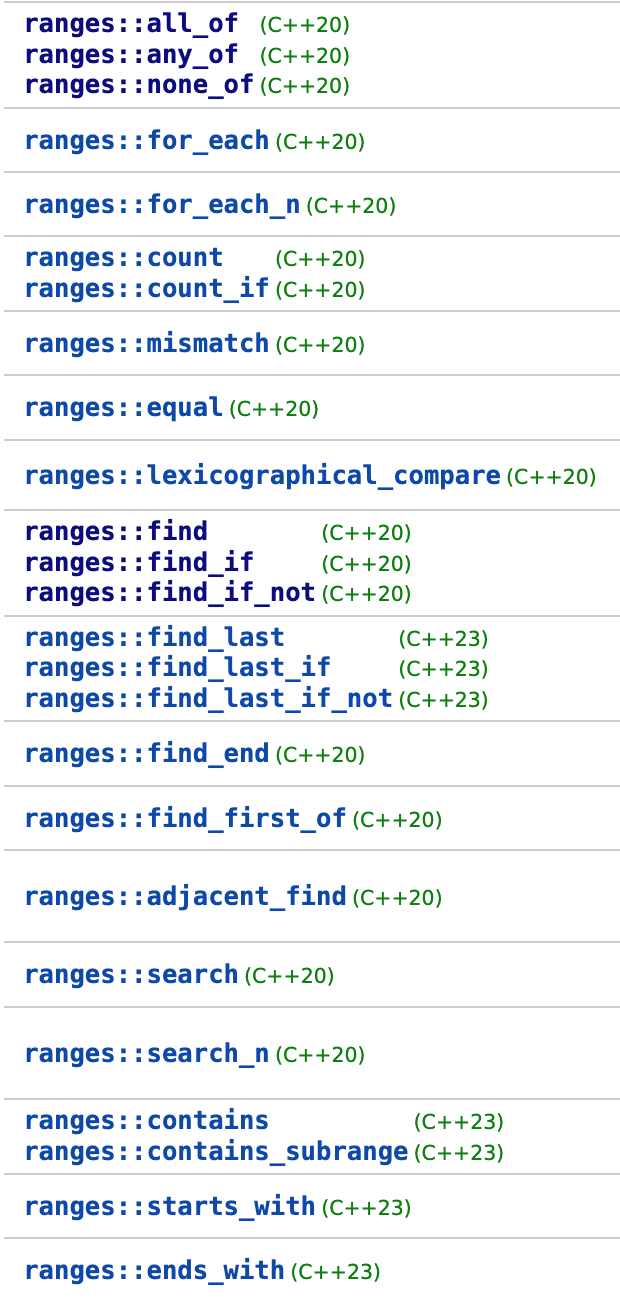 ranges::all_of (C++20)
ranges::any_of (C++20)
ranges::none_of (C++20)
ranges::for_each (C++20)
ranges::for_each_n (C++20)
ranges::count (C++20)
ranges::count_if (C++20)
ranges::mismatch (C++20)
ranges::equal (C++20)
ranges::lexicographical_compare (C++20)
ranges::find (C++20)
ranges::find_if (C++20)
ranges::find_if_not (C++20)
ranges::find_last (C++23)
ranges::find_last_if (C++23)
ranges::find_last_if_not (C++23)
ranges::find_end (C++20)
ranges::find_first_of (C++20)
ranges::adjacent_find (C++20)
ranges::search (C++20)
ranges::search_n (C++20)
ranges::contains (C++23)
ranges::contains_subrange (C++23)
ranges::starts_with (C++23)
ranges::ends_with (C++23)